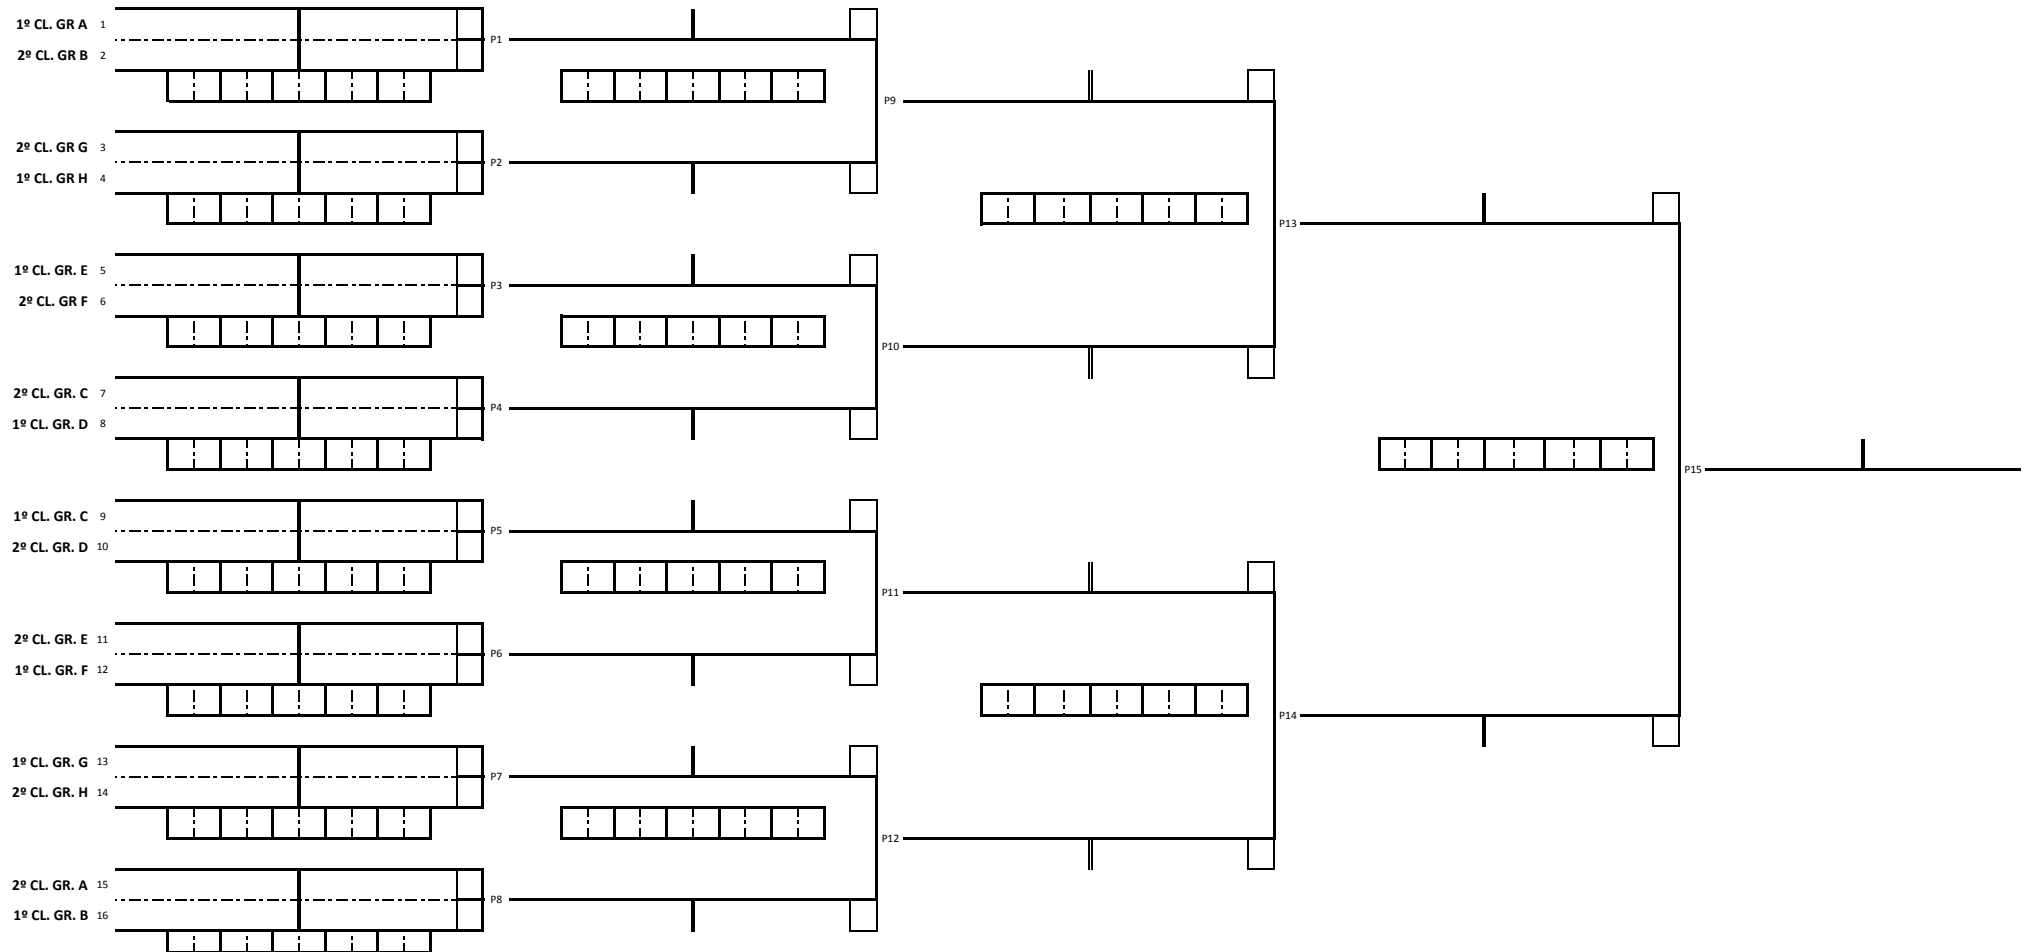 1º CL. GR A 1
P1
2º CL. GR B 2
P9
2º CL. GR G 3
P2
1º CL. GR H 4
P13
1º CL. GR. E 5
P3
2º CL. GR F 6
P10
2º CL. GR. C 7
P4
1º CL. GR. D 8
P15
1º CL. GR. C 9
P5
2º CL. GR. D 10
P11
2º CL. GR. E 11
P6
1º CL. GR. F 12
P14
1º CL. GR. G 13
P7
2º CL. GR. H 14
P12
2º CL. GR. A 15
P8
1º CL. GR. B 16